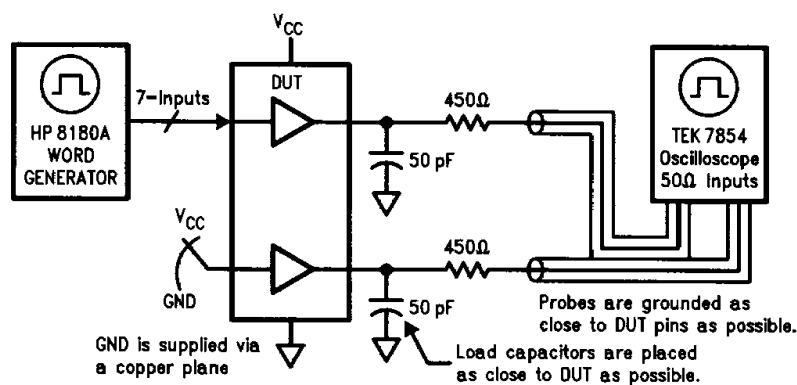 VCC
DUT
HP 8180A
WORD
GENERATOR
7-Inputs
450Ω
50 pF
TEK 7854
Oscilloscope
50Ω Inputs
VCC
GND
450Ω
50 pF
Probes are grounded as
close to DUT pins as possible.
GND is supplied via
a copper plane
Load capacitors are placed
as close to DUT as possible.